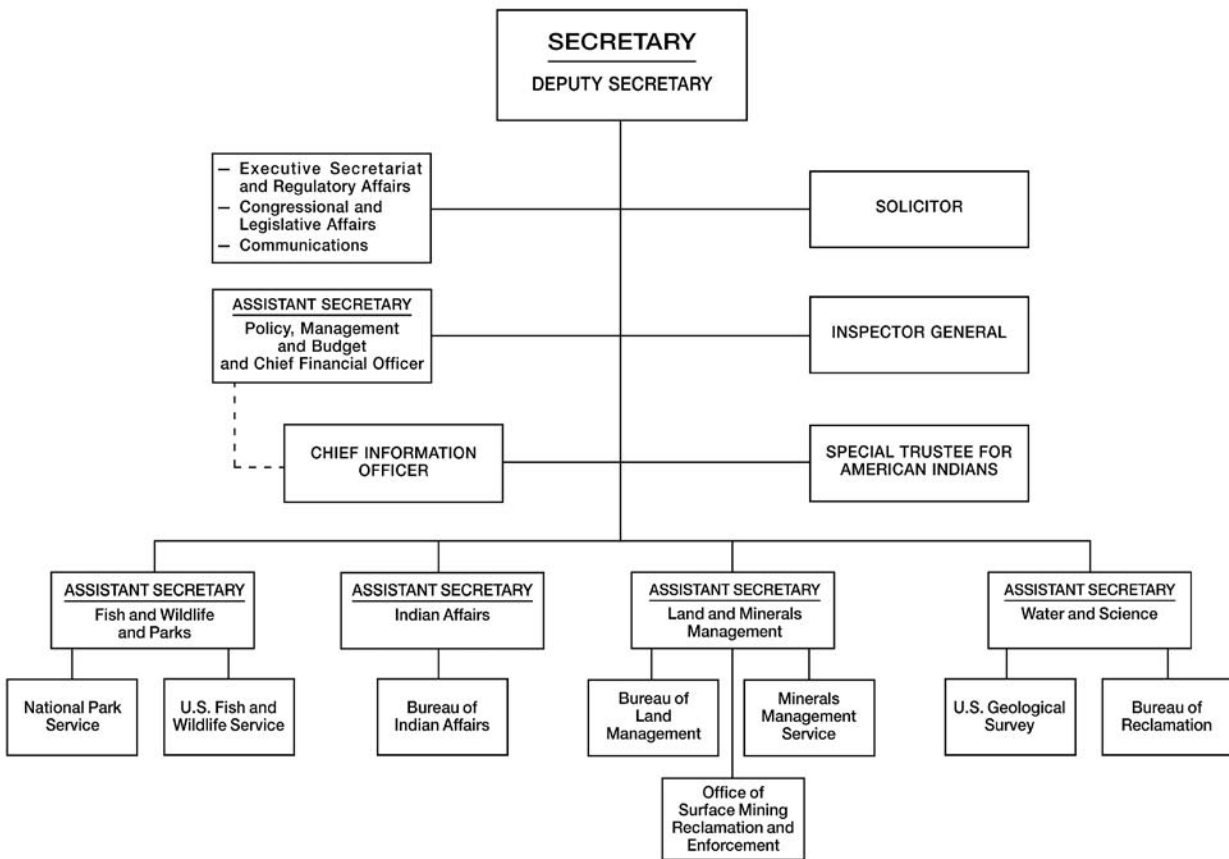 SECRETARY
DEPUTY SECRETARY
– Executive Secretariat
and Regulatory Affairs
– Congressional and
Legislative Affairs
– Communications
SOLICITOR
ASSISTANT SECRETARY
Policy, Management
and Budget
and Chief Financial Officer
INSPECTOR GENERAL
CHIEF INFORMATION
OFFICER
SPECIAL TRUSTEE FOR
AMERICAN INDIANS
ASSISTANT SECRETARY
Fish and Wildlife
and Parks
ASSISTANT SECRETARY
Indian Affairs
ASSISTANT SECRETARY
Land and Minerals
Management
ASSISTANT SECRETARY
Water and Science
National Park
Service
U.S. Fish and
Wildlife Service
Bureau of
Indian Affairs
Bureau of
Land
Management
Minerals
Management
Service
U.S. Geological
Survey
Bureau of
Reclamation
Office of
Surface Mining
Reclamation and
Enforcement